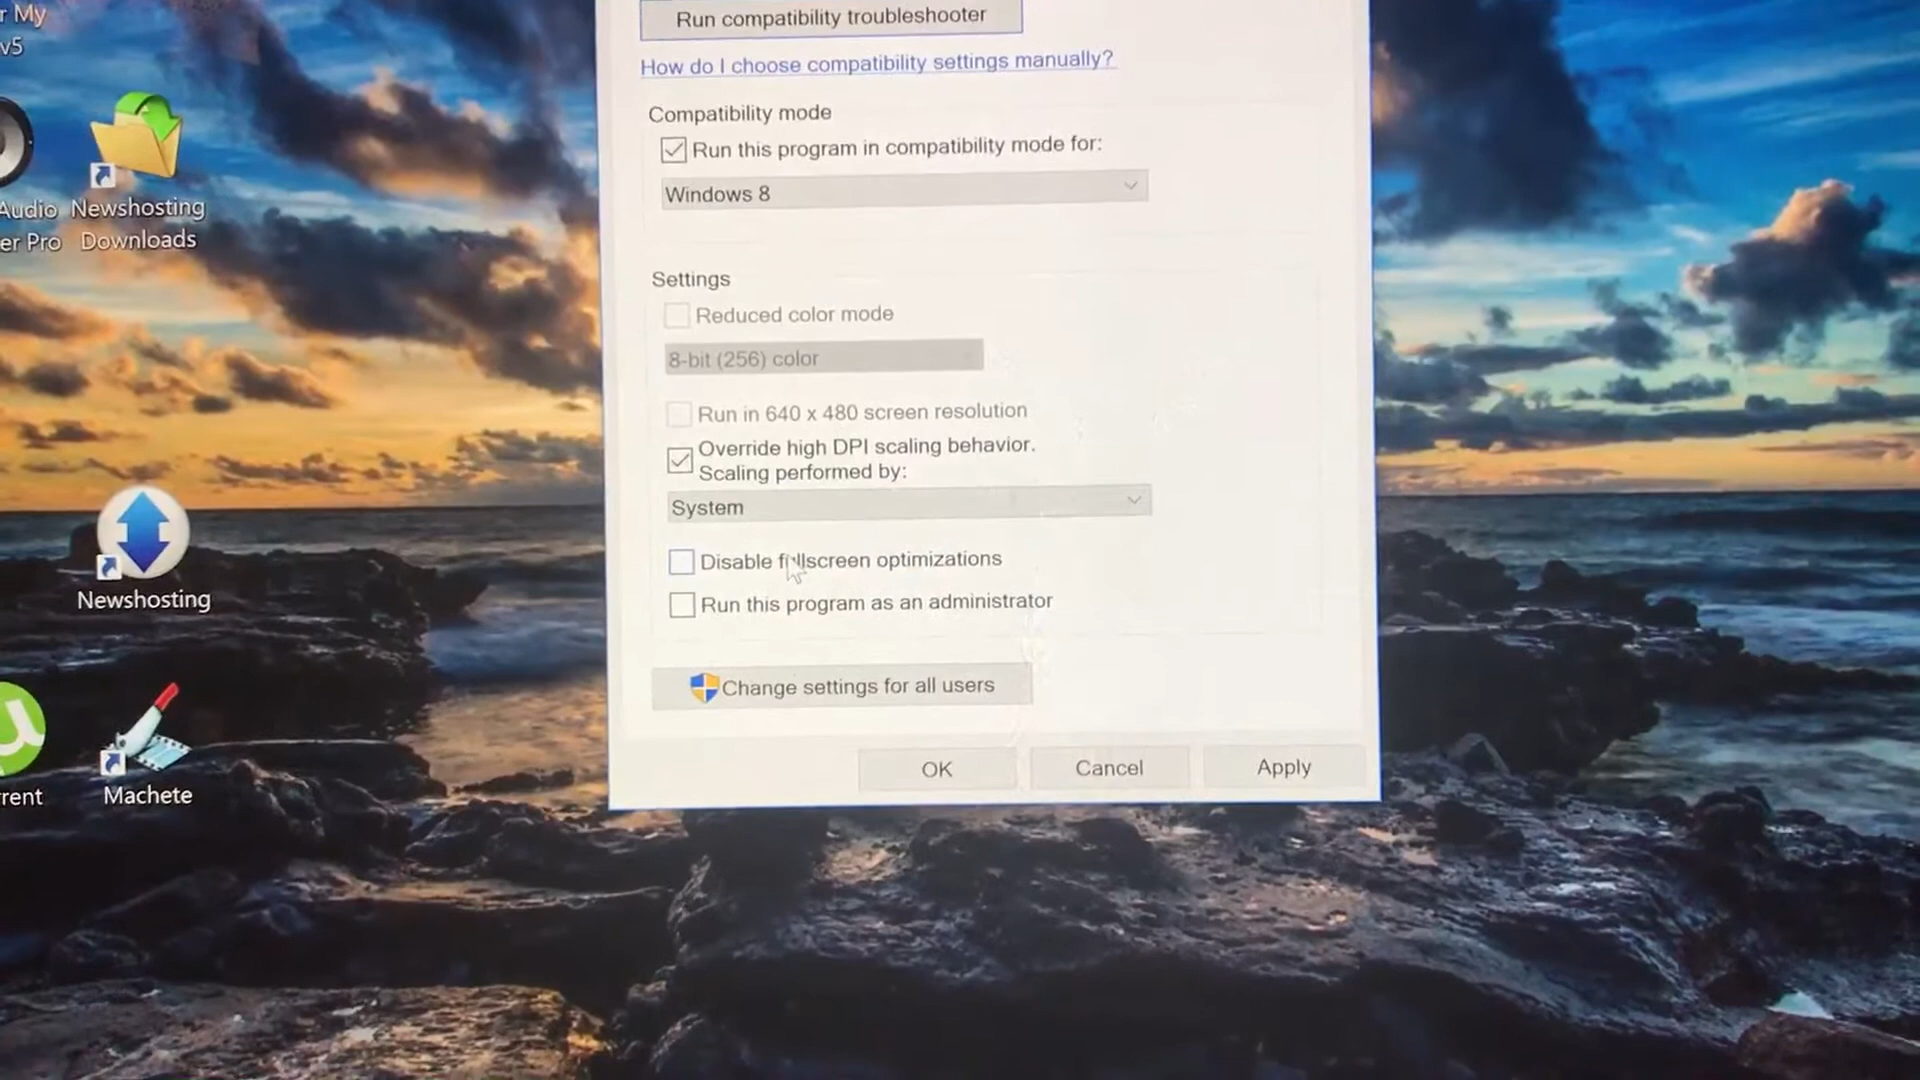 r My
v5
Run compatibility troubleshooter
How do I choose compatibility settings manually?
Compatibility mode
Run this program in compatibility mode for:
Windows 8
Audio
er Pro
Newshosting
Downloads
Settings
Reduced color mode
8-bit (256) color
Run in 640 x 480 screen resolution
Override high DPI scaling behavior.
Scaling performed by:
System
Disable fullscreen optimizations
Run this program as an administrator
Newshosting
Change settings for all users
OK
Cancel
Apply
rent
Machete